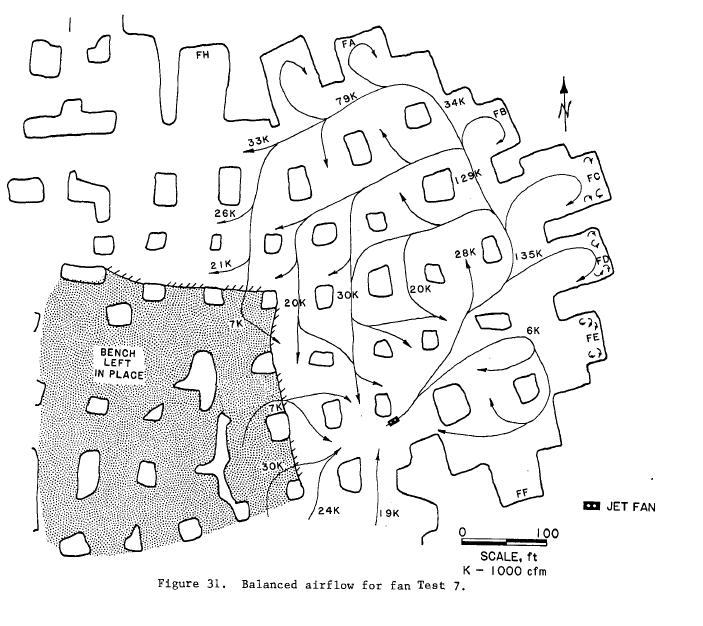 FA
FH
79K
34K
FB
N
33K
129K
FC
26K
28K
135K
FD
21K
20K
30K
20K
7K
6K
FE
BENCH
LEFT
IN PLACE
7K
30K
FF
24K
19K
JET FAN
0 100
SCALE, ft
K – 1000 cfm
Figure 31. Balanced airflow for fan Test 7.